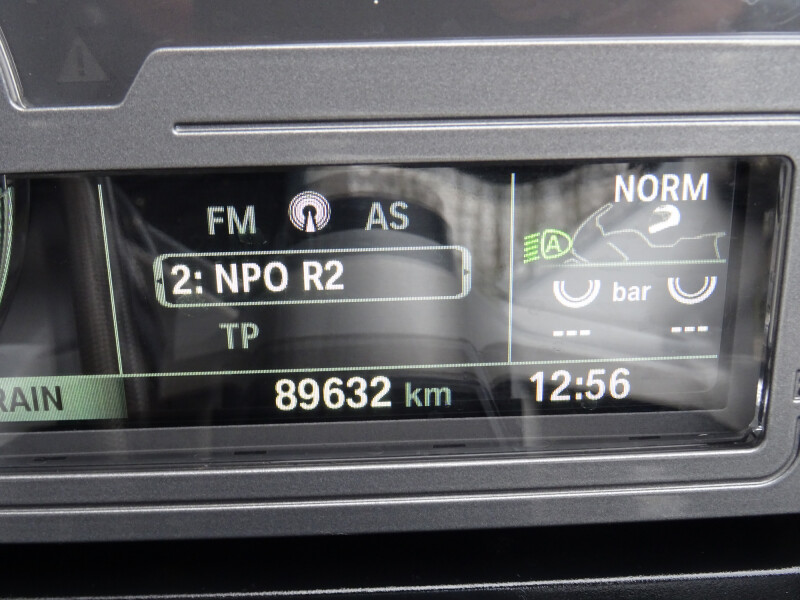 NORM
FM AS
A
2: NPO R2
bar
--- ---
TP
RAIN 89632 km 12:56